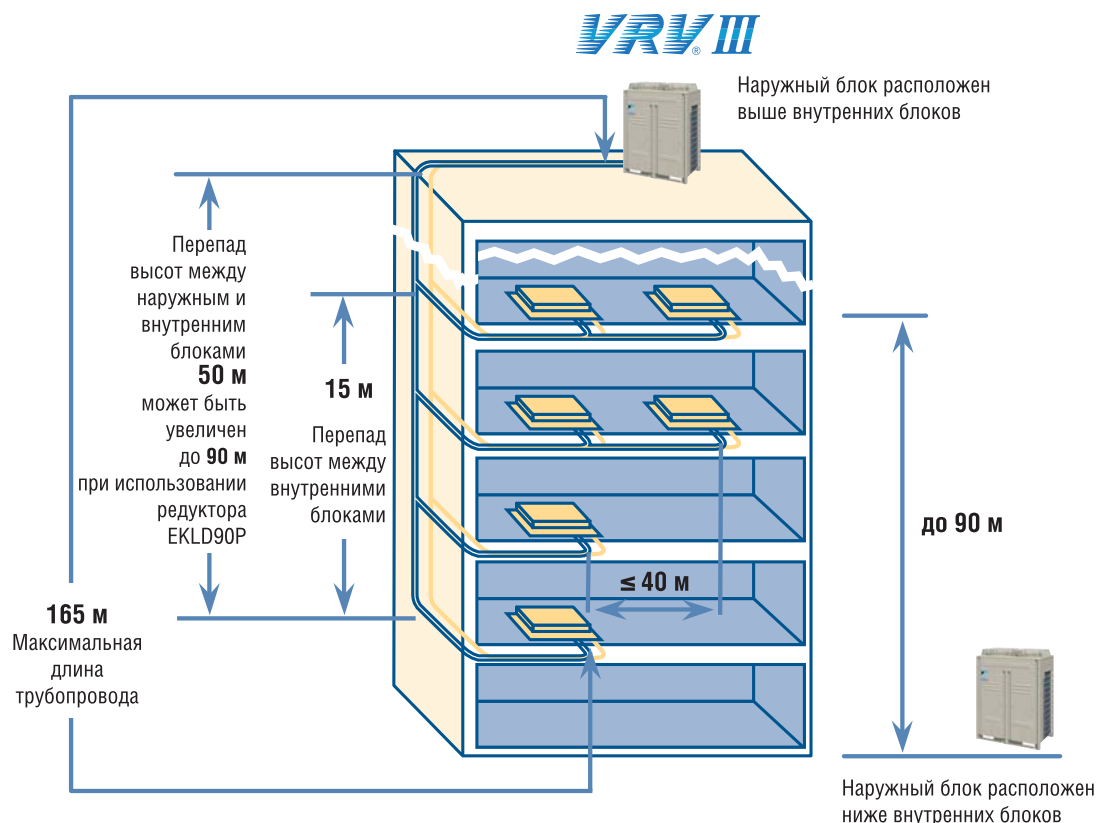 VRV® III
Наружный блок расположен
выше внутренних блоков
Перепад
высот между
наружным и
внутренним
блоками
50 м
может быть
увеличен
до 90 м
при использовании
редуктора
EKLD90P
15 м
Перепад
высот между
внутренними
блоками
165 м
Максимальная
длина
трубопровода
≤ 40 м
до 90 м
Наружный блок расположен
ниже внутренних блоков